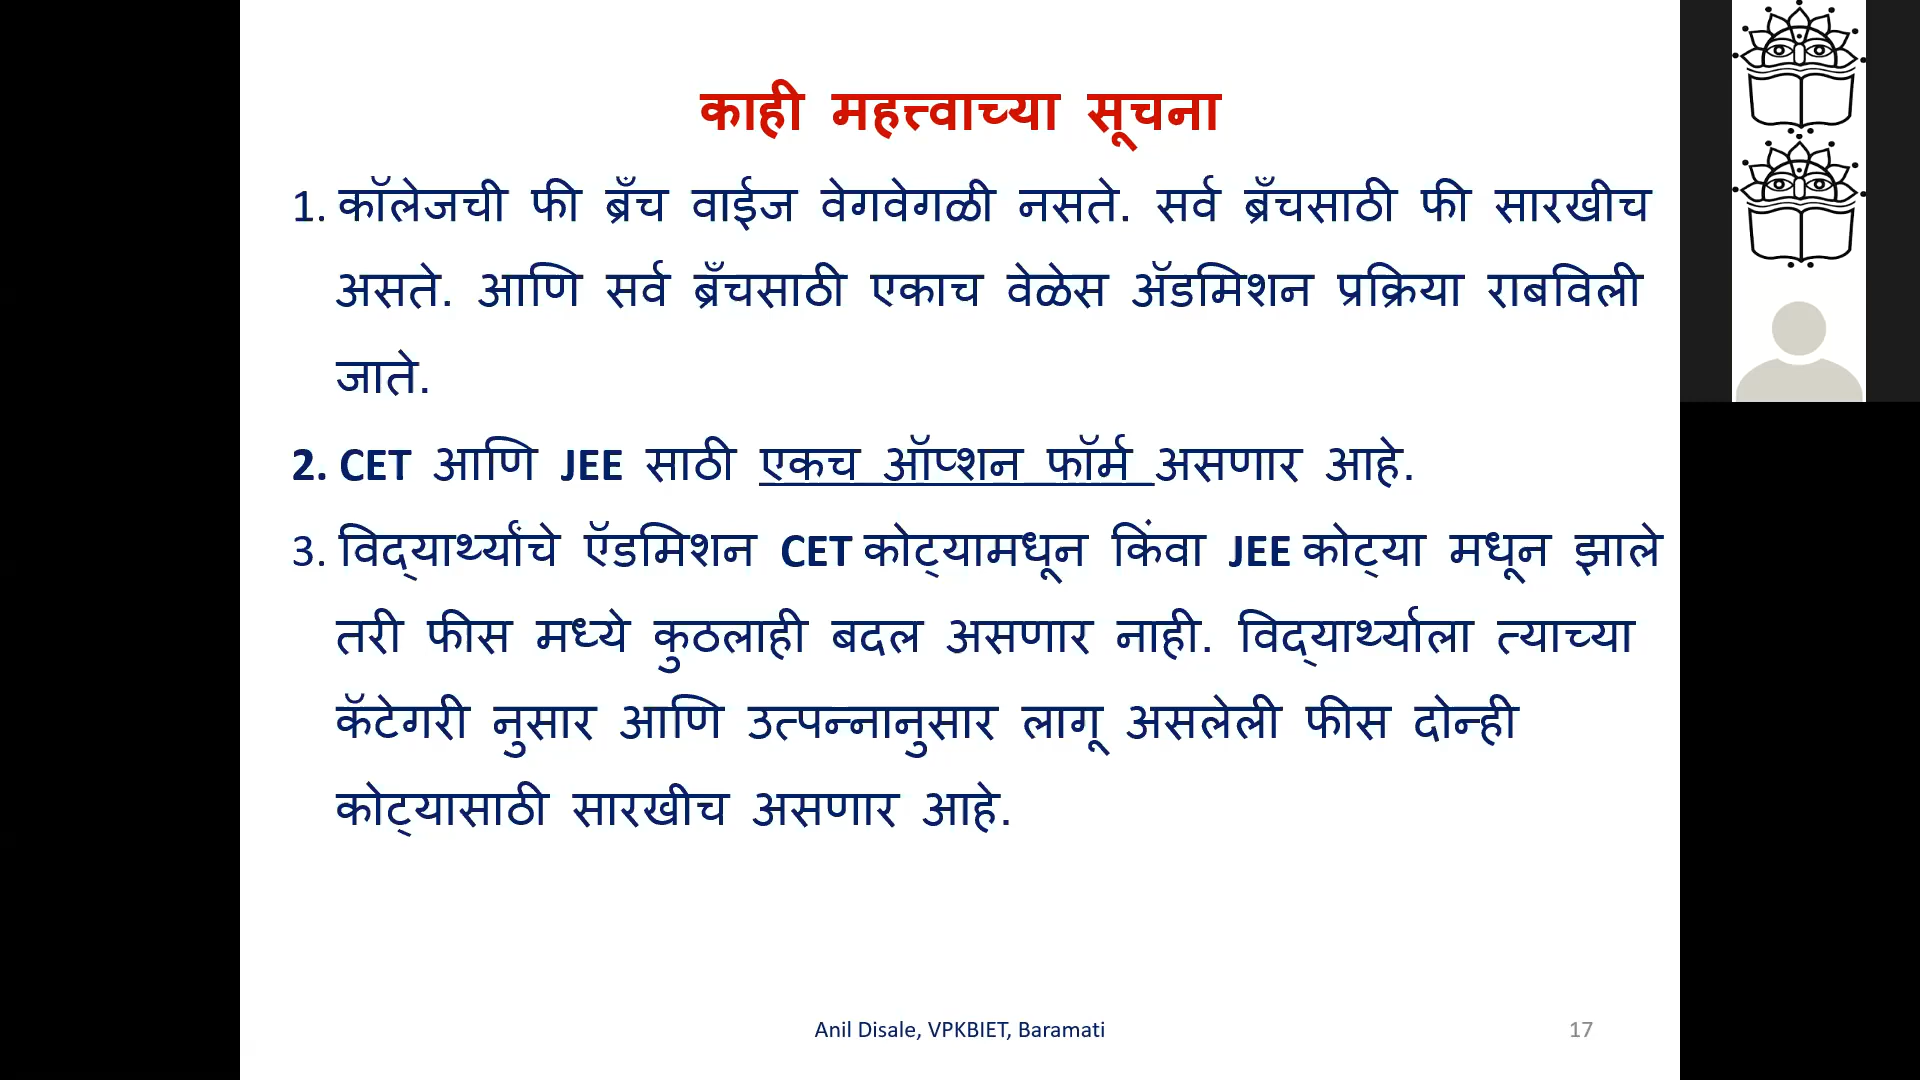 काही महत्त्वाच्या सूचना
1. कॉलेजची फी ब्रँच वाईज वेगवेगळी नसते. सर्व ब्रँचसाठी फी सारखीच
असते. आणि सर्व ब्रँचसाठी एकाच वेळेस ॲडमिशन प्रक्रिया राबविली
जाते.
2. CET आणि JEE साठी एकच ऑप्शन फॉर्म असणार आहे.
3. विद्‌यार्थ्यांचे ऍडमिशन CET कोट्यामधून किंवा JEE कोट्या मधून झाले
तरी फीस मध्ये कुठलाही बदल असणार नाही. विद्‌यार्थ्याला त्याच्या
कॅटेगरी नुसार आणि उत्पन्नानुसार लागू असलेली फीस दोन्ही
कोट्यासाठी सारखीच असणार आहे.
Anil Disale, VPKBIET, Baramati
17